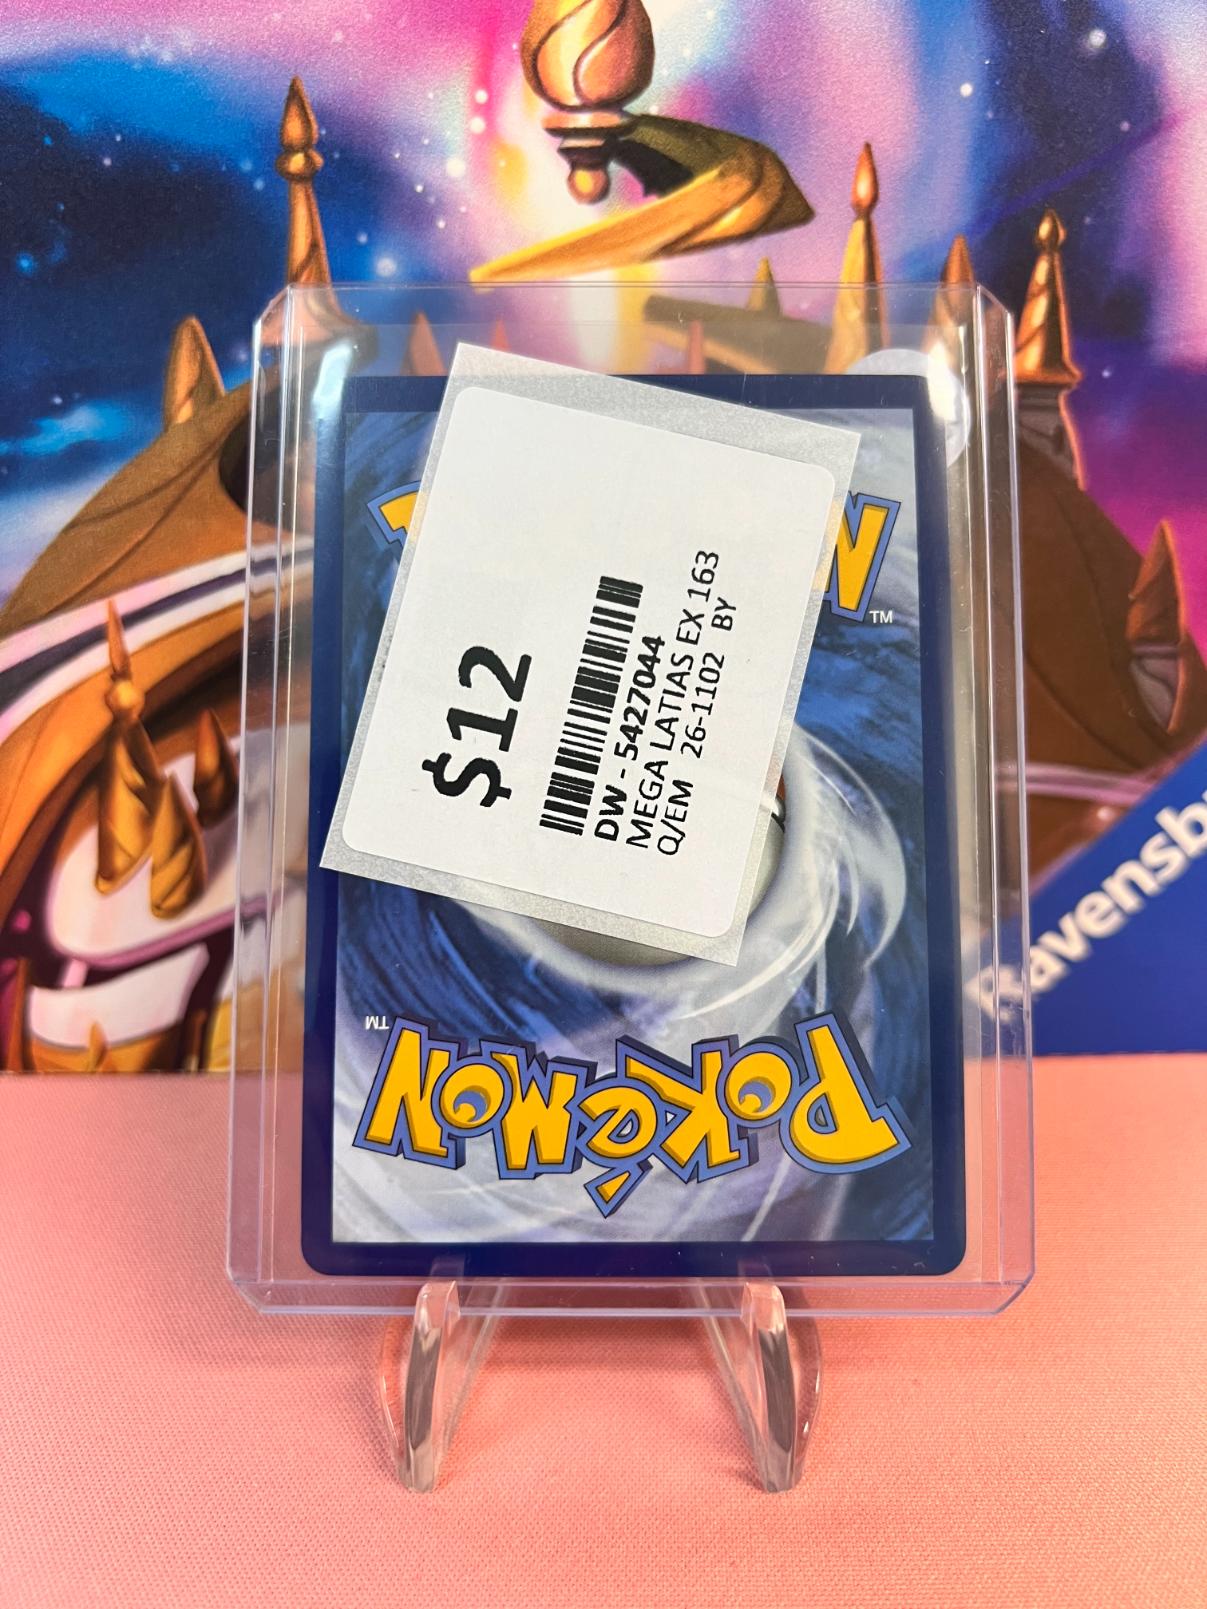 $12
DW - 5427044
MEGA LATIAS EX 163
Q/EM 26-1102 BY
N
TM
Ravensb
TM
POKéMON